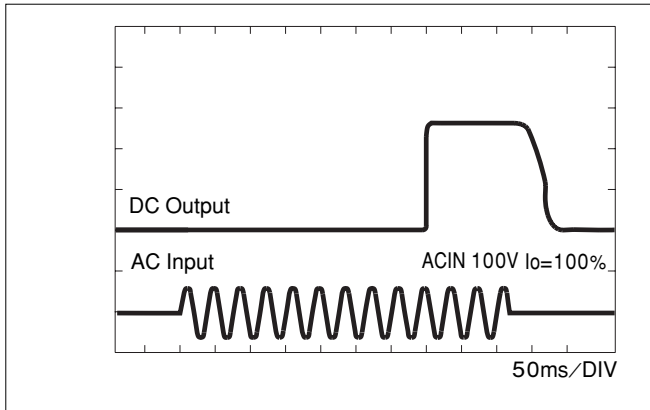 DC Output
AC Input
ACIN 100V Io=100%
50ms／DIV